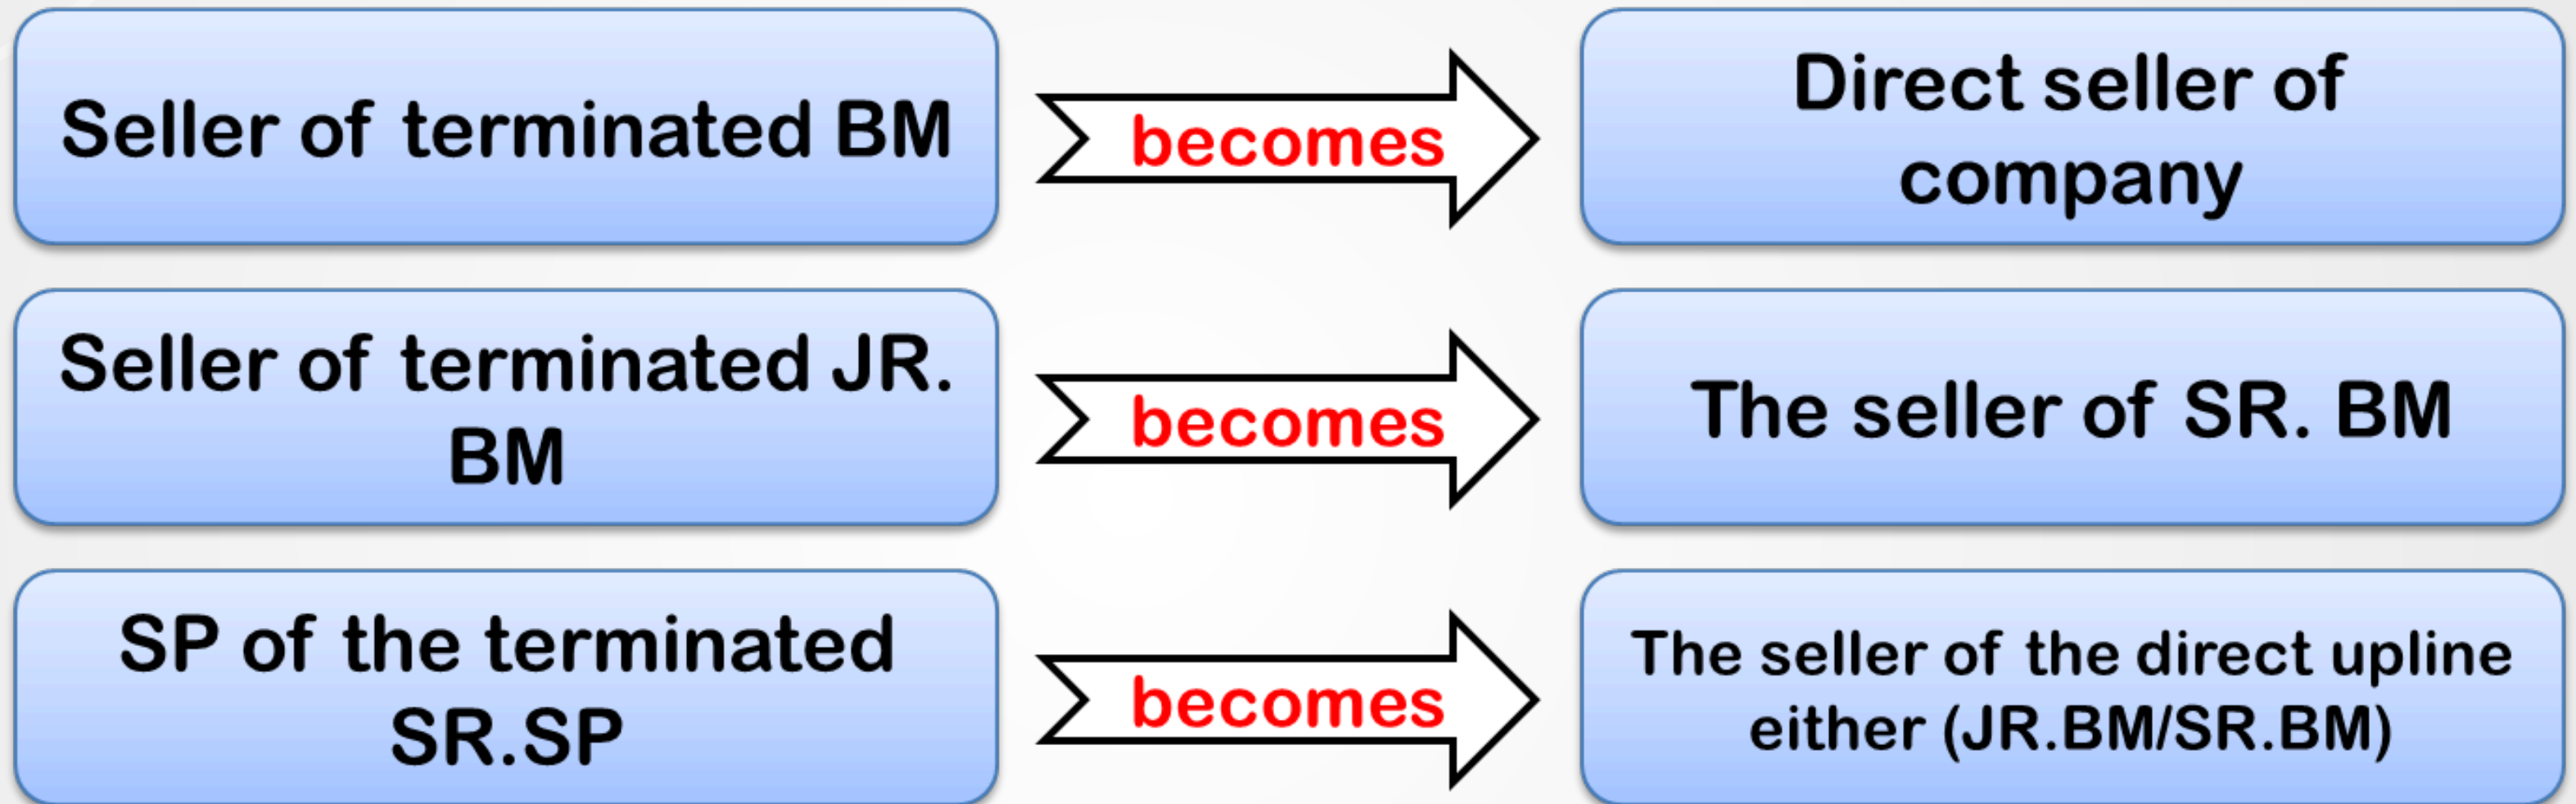 Seller of terminated BM
becomes
Direct seller of
company
Seller of terminated JR.
BM
becomes
The seller of SR. BM
SP of the terminated
SR.SP
becomes
The seller of the direct upline
either (JR.BM/SR.BM)